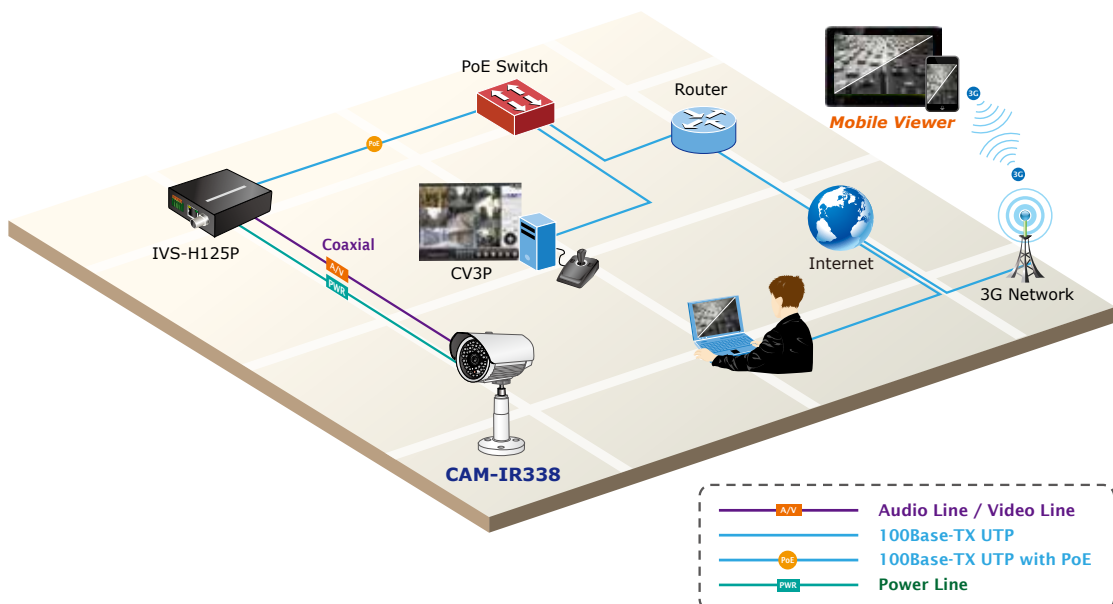 PoE Switch
Router
3G
Mobile Viewer
PoE
3G
IVS-H125P
Coaxial
A/V
PWR
CV3P
Internet
3G Network
CAM-IR338
A/V Audio Line / Video Line
100Base-TX UTP
PoE 100Base-TX UTP with PoE
PWR Power Line